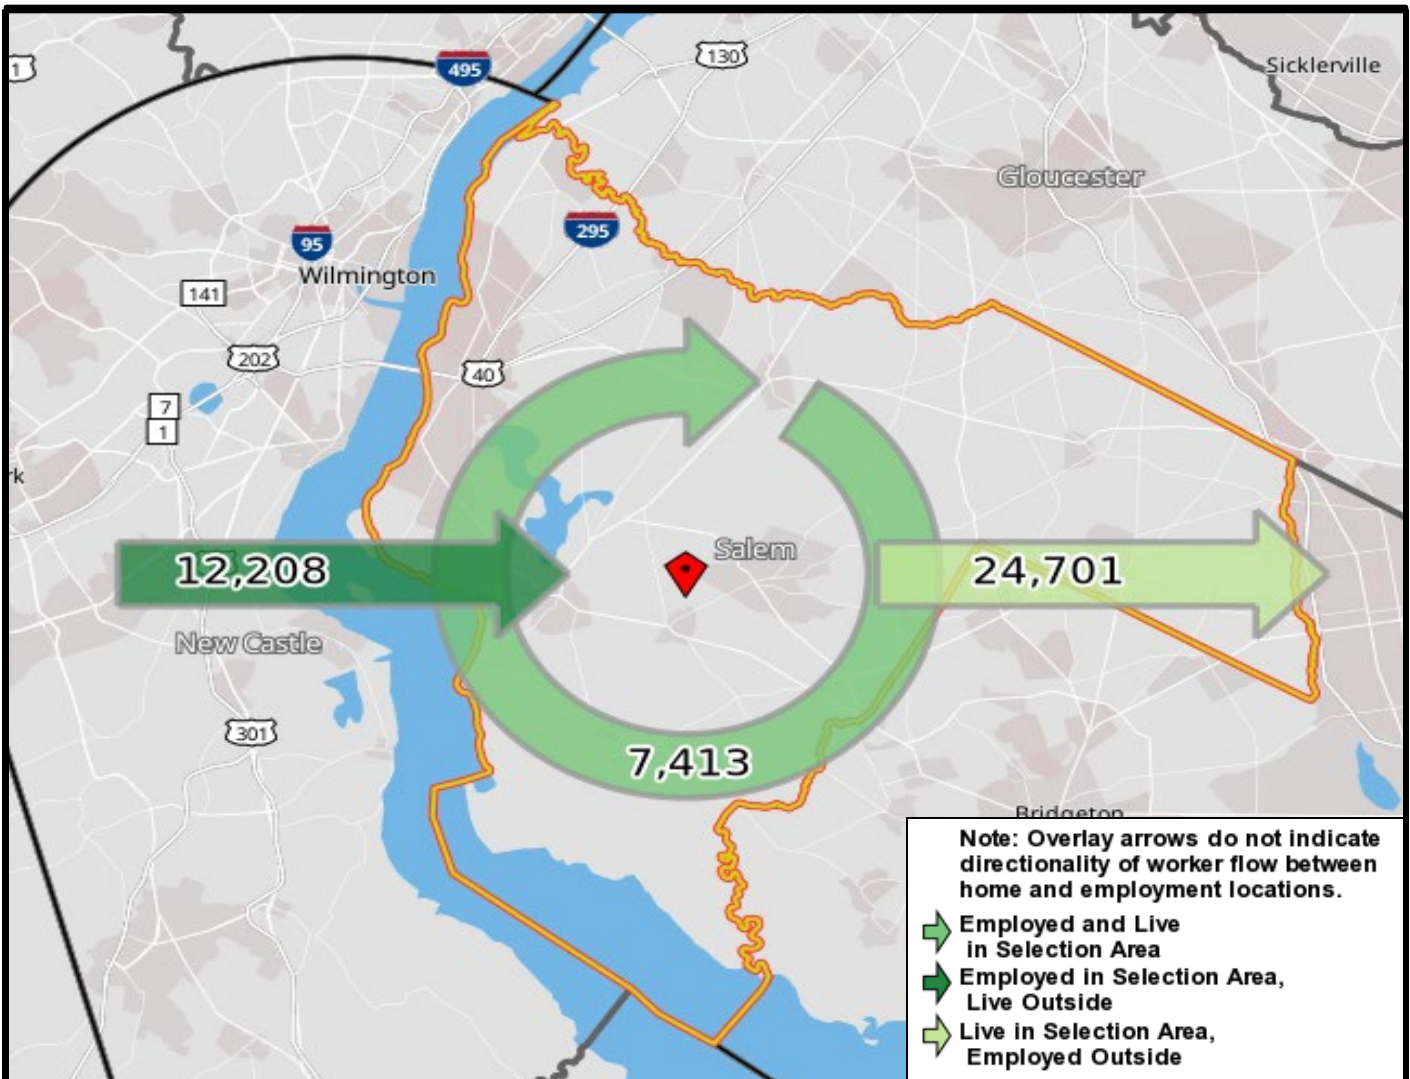 1
495
130
Sicklerville
Gloucester
295
95
Wilmington
141
202
40
7
1
rk
Salem
12,208
24,701
New Castle
301
7,413
Bridgeton
Note: Overlay arrows do not indicate
directionality of worker flow between
home and employment locations.
Employed and Live
in Selection Area
Employed in Selection Area,
Live Outside
Live in Selection Area,
Employed Outside